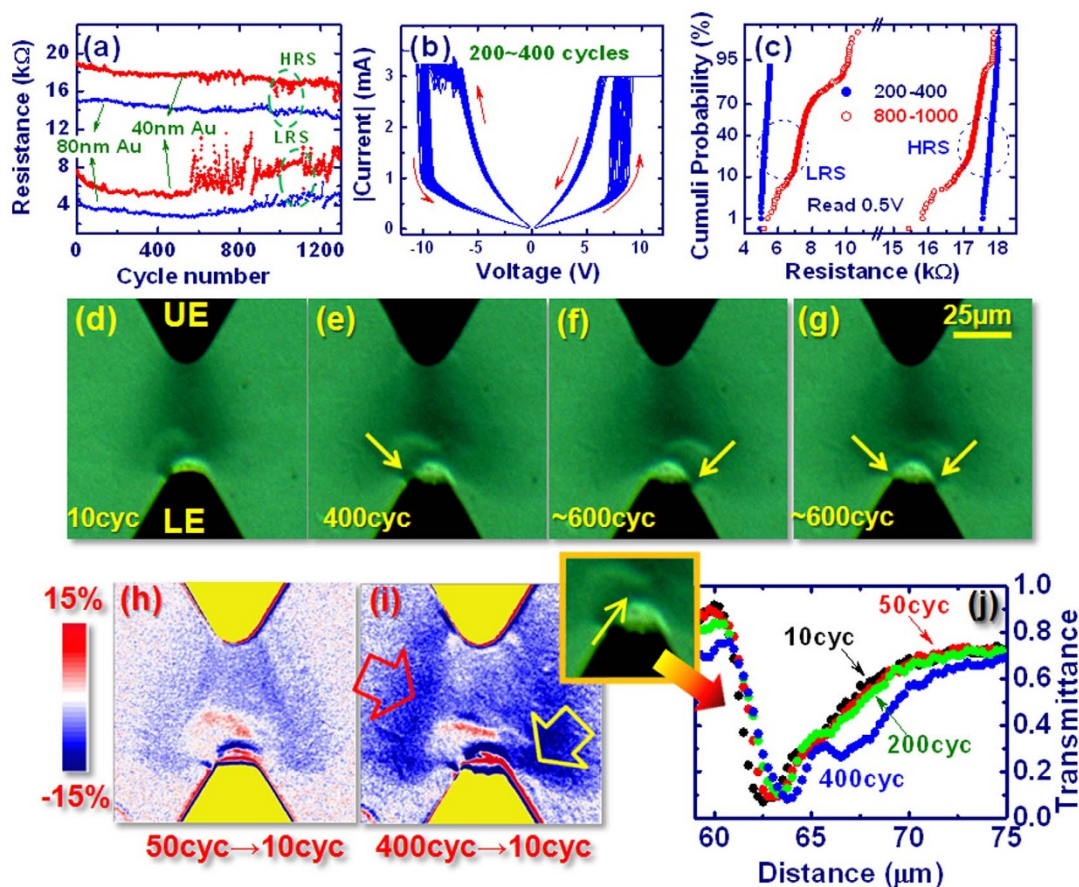 (a)
Resistance (kΩ)
20
16
12
8
4
HRS
40nm Au
LRS
80nm Au
0 400 800 1200
Cycle number
(b)
200~400 cycles
|Current| (mA)
3
2
1
0
-10 -5 0 5 10
Voltage (V)
(c)
Cumuli Probability (%)
95
70
40
10
1
200-400
800-1000
LRS
HRS
Read 0.5V
4 6 8 10 15 16 17 18
Resistance (kΩ)
(d)
UE
10cyc
LE
(e)
400cyc
(f)
~600cyc
(g)
25μm
~600cyc
15%
-15%
(h)
50cyc→10cyc
(i)
400cyc→10cyc
(j)
50cyc
10cyc
200cyc
400cyc
1.0
0.8
0.6
0.4
0.2
0.0
Transmittance
60 65 70 75
Distance (μm)